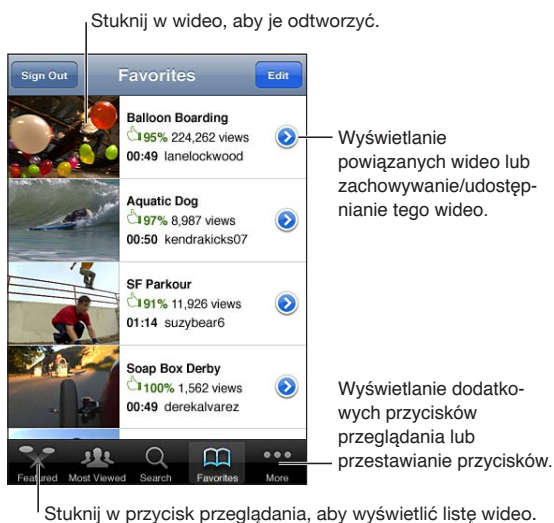 Stuknij w wideo, aby je odtworzyć.
Sign Out
Favorites
Edit
Balloon Boarding
95% 224,262 views
00:49 lanelockwood
Wyświetlanie
powiązanych wideo lub
zachowywanie/udostęp-
nianie tego wideo.
Aquatic Dog
97% 8,987 views
00:50 kendrakicks07
SF Parkour
91% 11,926 views
01:14 suzybear6
Soap Box Derby
100% 1,562 views
00:49 derekalvarez
Wyświetlanie dodatko-
wych przycisków
przeglądania lub
przestawianie przycisków.
Featured
Most Viewed
Search
Favorites
More
Stuknij w przycisk przeglądania, aby wyświetlić listę wideo.